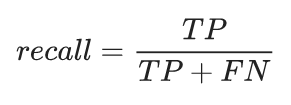 recall = TP / (TP + FN)